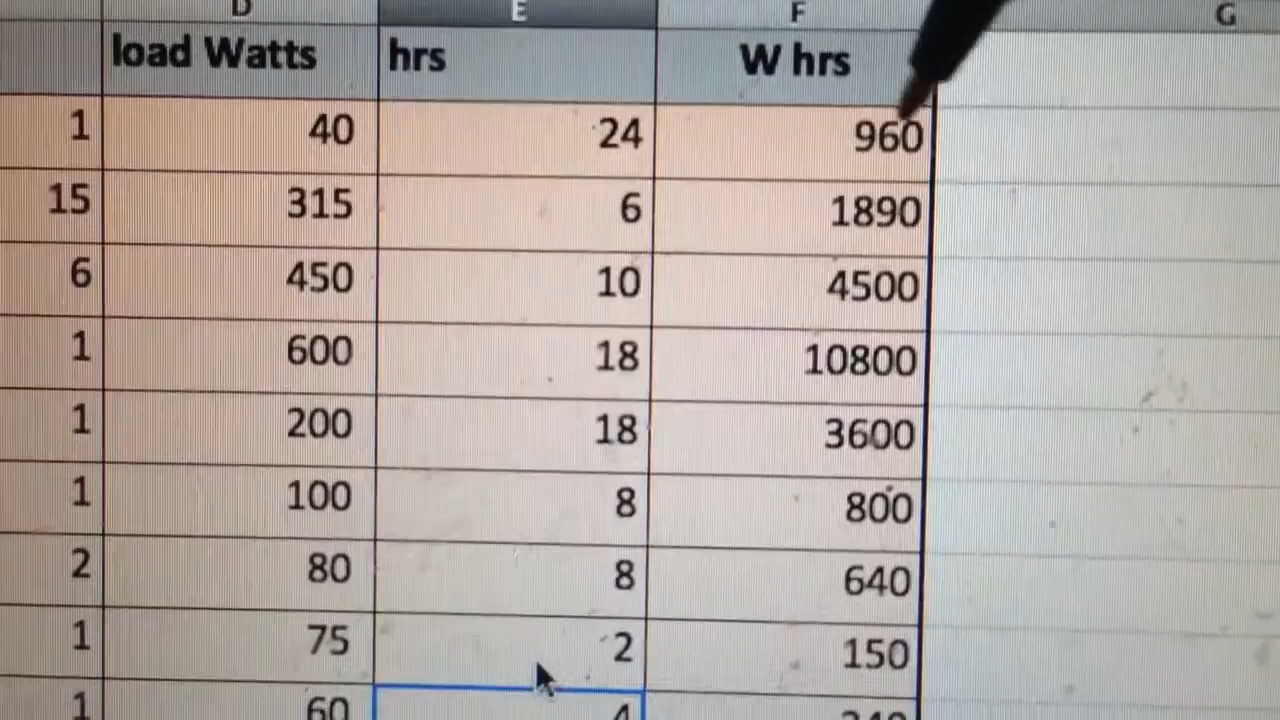 D E F G
load Watts hrs W hrs
1 40 24 960
15 315 6 1890
6 450 10 4500
1 600 18 10800
1 200 18 3600
1 100 8 800
2 80 8 640
1 75 2 150
1 60 4 240